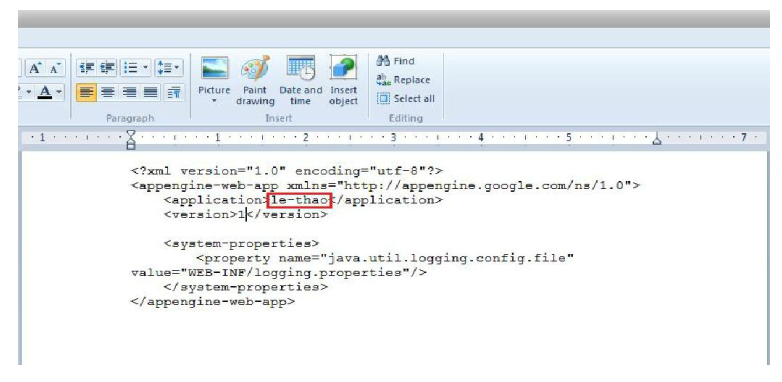 A A
Picture
Paint drawing
Date and time
Insert object
Find
Replace
Select all
A
Paragraph
Insert
Editing
1 1 2 3 4 5 7
<?xml version="1.0" encoding="utf-8"?>
<appengine-web-app xmlns="http://appengine.google.com/ns/1.0">
<application>le-thao</application>
<version>1</version>
<system-properties>
<property name="java.util.logging.config.file"
value="WEB-INF/logging.properties"/>
</system-properties>
</appengine-web-app>